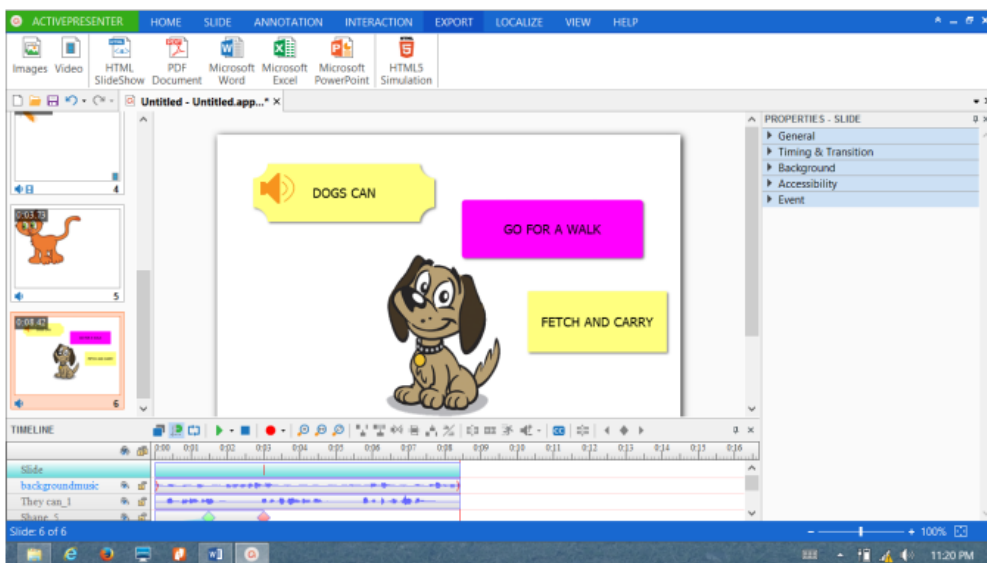 ACTIVEPRESENTER HOME SLIDE ANNOTATION INTERACTION EXPORT LOCALIZE VIEW HELP
Images Video HTML SlideShow PDF Document Microsoft Word Microsoft Excel Microsoft PowerPoint HTML5 Simulation
Untitled - Untitled.app...*
PROPERTIES - SLIDE
General
Timing & Transition
Background
Accessibility
Event
4
0:03.73
5
0:08.42
6
DOGS CAN
GO FOR A WALK
FETCH AND CARRY
TIMELINE
0:00 0:01 0:02 0:03 0:04 0:05 0:06 0:07 0:08 0:09 0:10 0:11 0:12 0:13 0:14 0:15 0:16
Slide
backgroundmusic
They can_1
Shape_5
Slide: 6 of 6
100%
11:20 PM